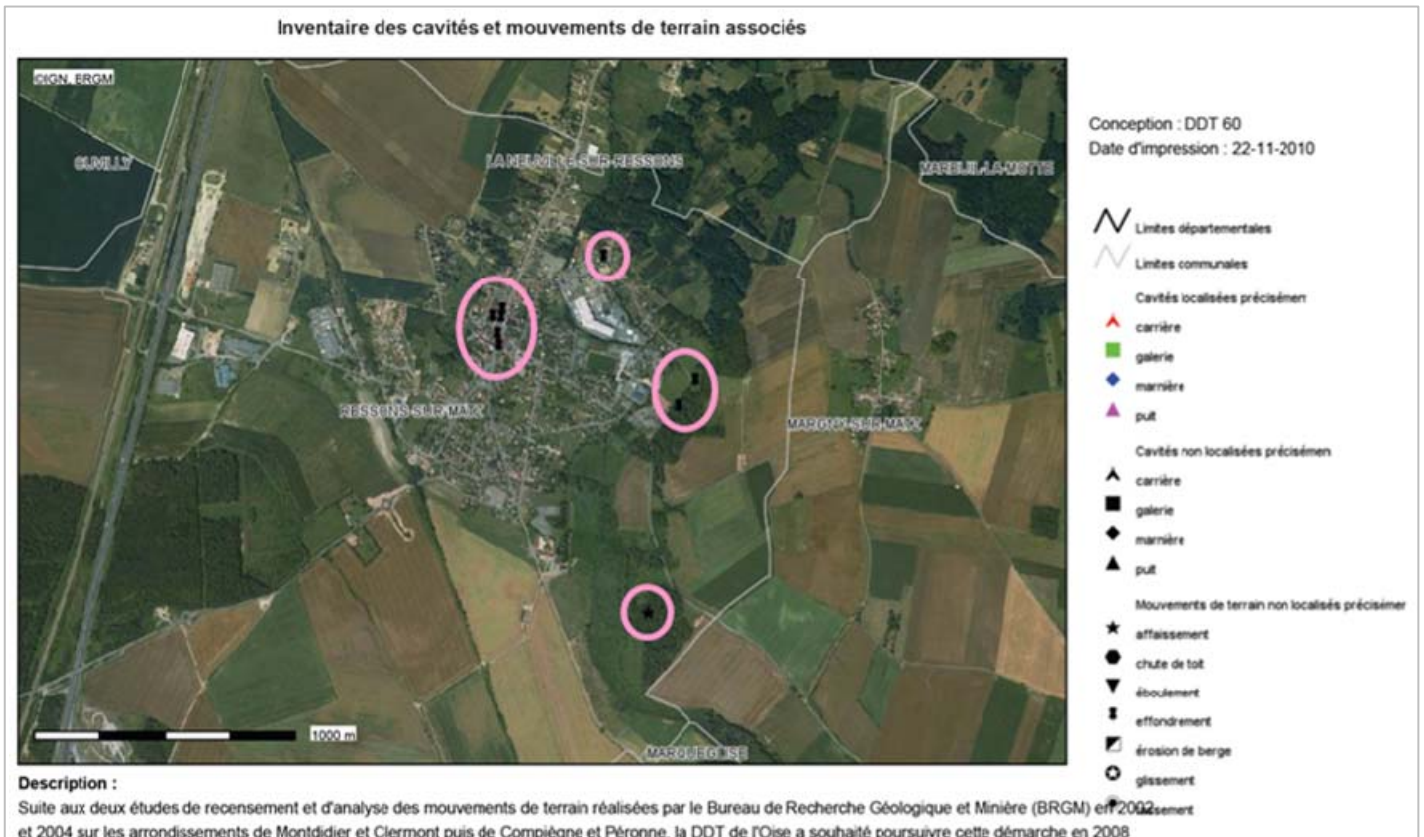 Inventaire des cavités et mouvements de terrain associés
©IGN, BRGM
CUVILLY
LA NEUVILLE-SUR-RESSONS
MAREUIL-LA-MOTTE
RESSONS-SUR-MATZ
MARGNY-SUR-MATZ
MARQUEGLISE
1000 m
Conception : DDT 60
Date d'impression : 22-11-2010
Limites départementales
Limites communales
Cavités localisées précisémen
carrière
galerie
marnière
puit
Cavités non localisées précisémen
carrière
galerie
marnière
puit
Mouvements de terrain non localisés précisémer
affaissement
chute de toit
éboulement
effondrement
érosion de berge
glissement
Description :
Suite aux deux études de recensement et d'analyse des mouvements de terrain réalisées par le Bureau de Recherche Géologique et Minière (BRGM) en 2002
et 2004 sur les arrondissements de Montdidier et Clermont puis de Compiègne et Péronne, la DDT de l'Oise a souhaité poursuivre cette démarche en 2008